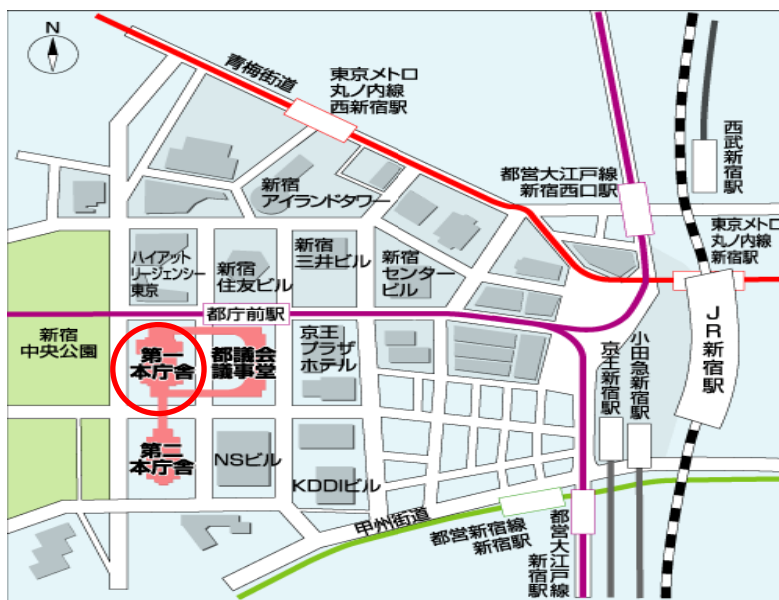 N
青梅街道
東京メトロ
丸ノ内線
西新宿駅
西武新宿駅
都営大江戸線
新宿西口駅
新宿
アイランドタワー
東京メトロ
丸ノ内線
新宿駅
ハイアット
リージェンシー
東京
新宿
住友ビル
新宿
三井ビル
新宿
センター
ビル
都庁前駅
JR新宿駅
新宿
中央公園
第一
本庁舎
都議会
議事堂
京王
プラザ
ホテル
京王新宿駅
小田急新宿駅
第二
本庁舎
NSビル
KDDIビル
甲州街道
都営新宿線
新宿駅
都営大江戸線
新宿駅